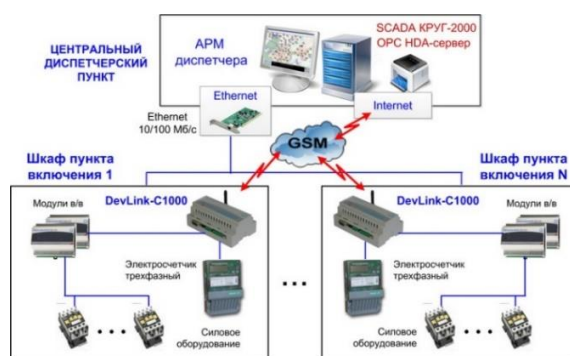 ЦЕНТРАЛЬНЫЙ
ДИСПЕТЧЕРСКИЙ
ПУНКТ
АРМ
диспетчера
SCADA КРУГ-2000
OPC HDA-сервер
Ethernet
Internet
Ethernet
10/100 Мб/с
GSM
Шкаф пункта
включения 1
Шкаф пункта
включения N
DevLink-C1000
Модули в/в
Электросчетчик
трехфазный
Силовое
оборудование
...
DevLink-C1000
Модули в/в
Электросчетчик
трехфазный
Силовое
оборудование